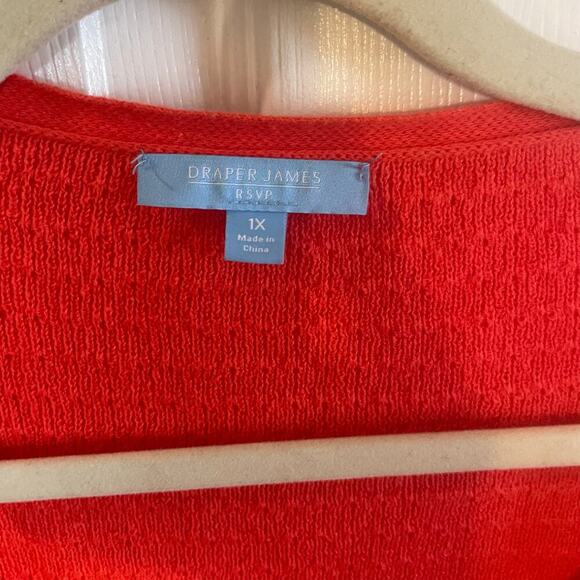 DRAPER JAMES
RSVP
1X
Made in
China